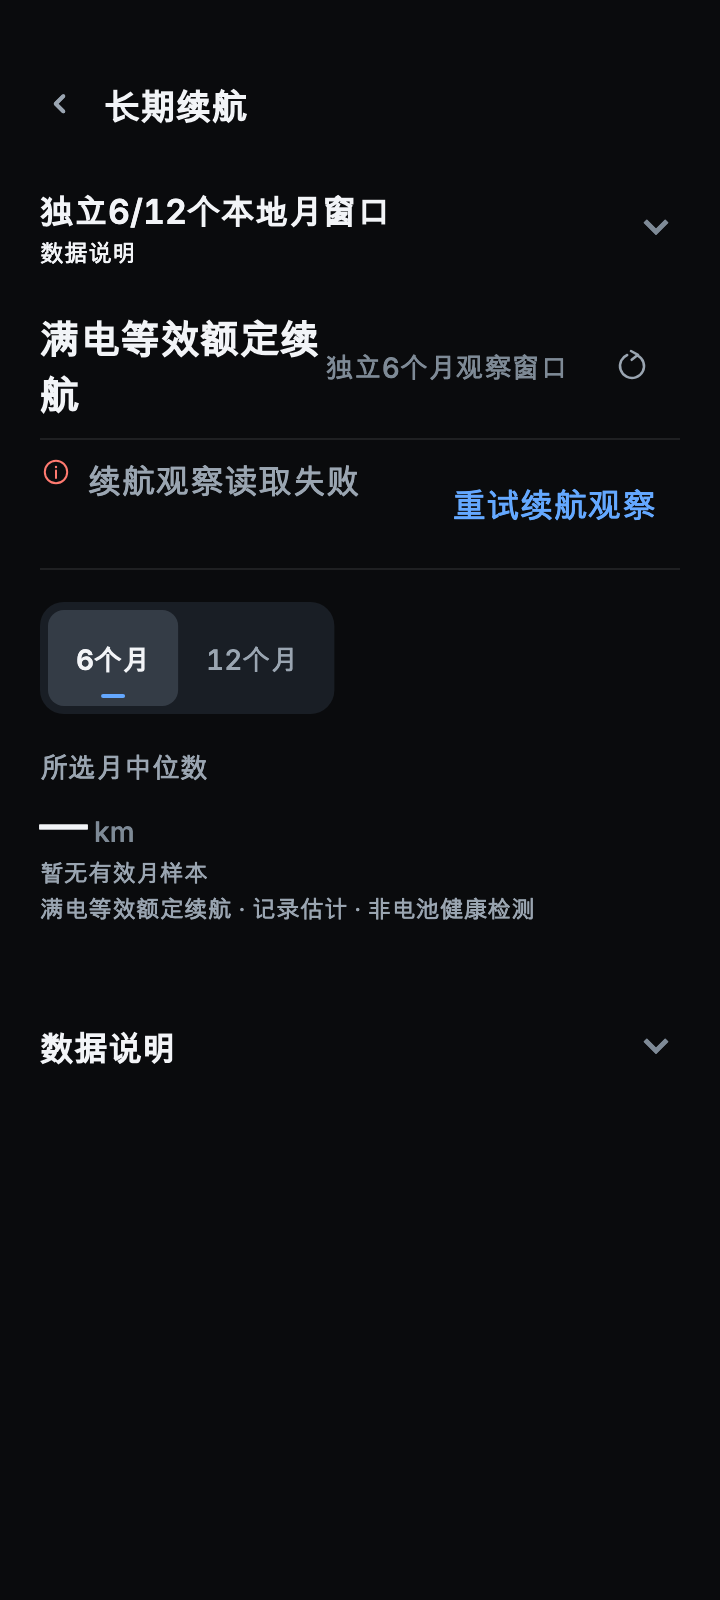 长期续航
独立6/12个本地月窗口
数据说明
满电等效额定续
航
独立6个月观察窗口
续航观察读取失败
重试续航观察
6个月 12个月
所选月中位数
— km
暂无有效月样本
满电等效额定续航 · 记录估计 · 非电池健康检测
数据说明